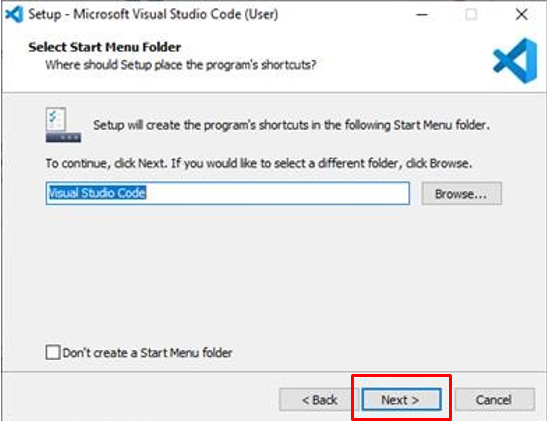 Setup - Microsoft Visual Studio Code (User)
Select Start Menu Folder
Where should Setup place the program's shortcuts?
Setup will create the program's shortcuts in the following Start Menu folder.
To continue, click Next. If you would like to select a different folder, click Browse.
Visual Studio Code
Browse...
Don't create a Start Menu folder
< Back
Next >
Cancel